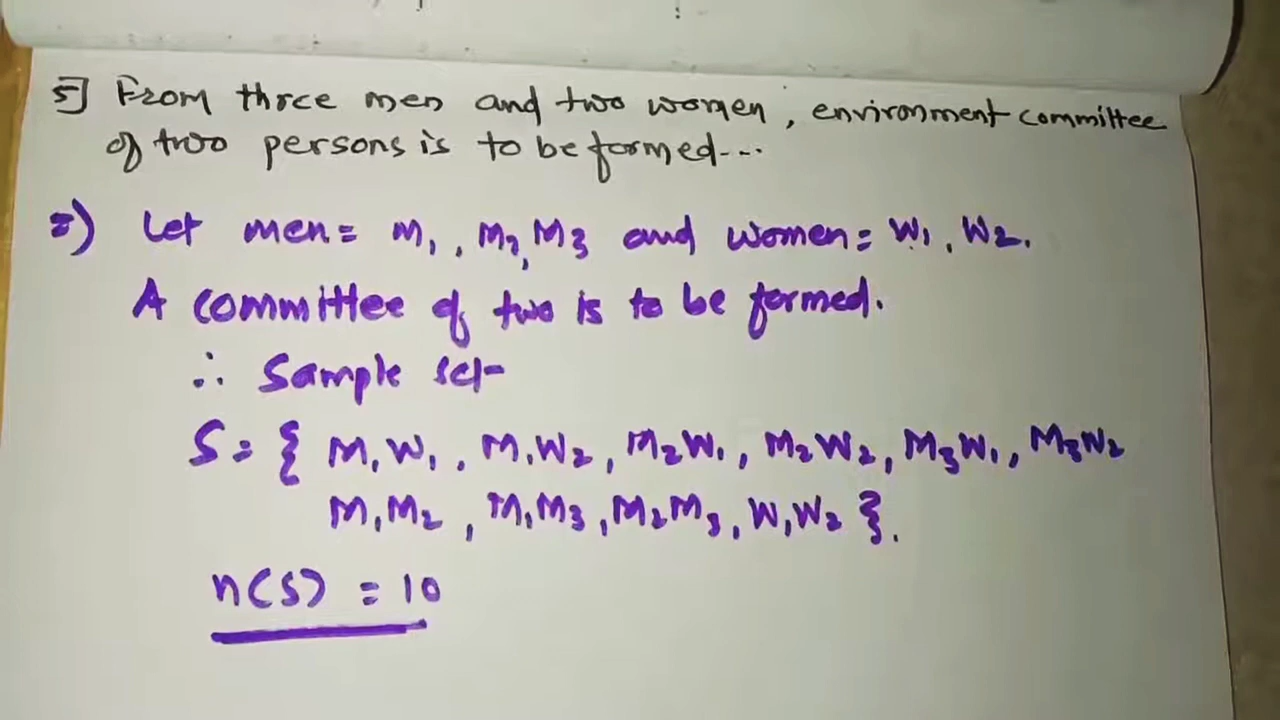 5] From three men and two women, environment committee
of two persons is to be formed...
=) Let men = M₁, M₂, M₃ and women = W₁, W₂.
A committee of two is to be formed.
∴ Sample set
S = { M₁W₁, M₁W₂, M₂W₁, M₂W₂, M₃W₁, M₃W₂
M₁M₂, M₁M₃, M₂M₃, W₁W₂ }.
n(S) = 10